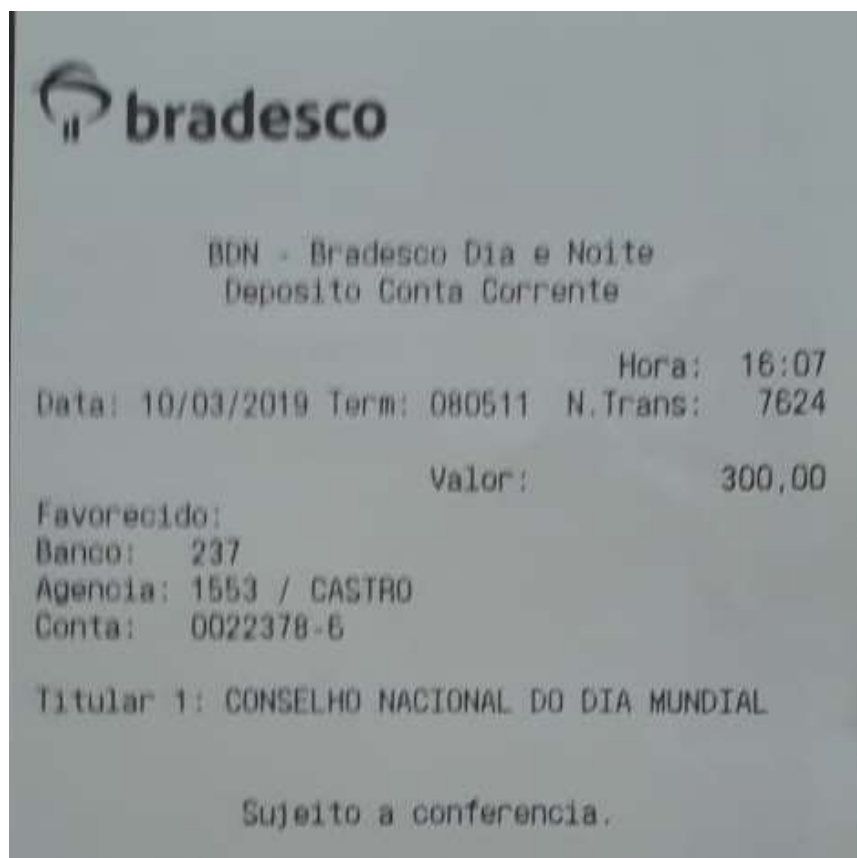 bradesco
BDN - Bradesco Dia e Noite
Deposito Conta Corrente
Hora: 16:07
Data: 10/03/2019 Term: 080511 N.Trans: 7624
Valor: 300,00
Favorecido:
Banco: 237
Agencia: 1553 / CASTRO
Conta: 0022378-6
Titular 1: CONSELHO NACIONAL DO DIA MUNDIAL
Sujeito a conferencia.